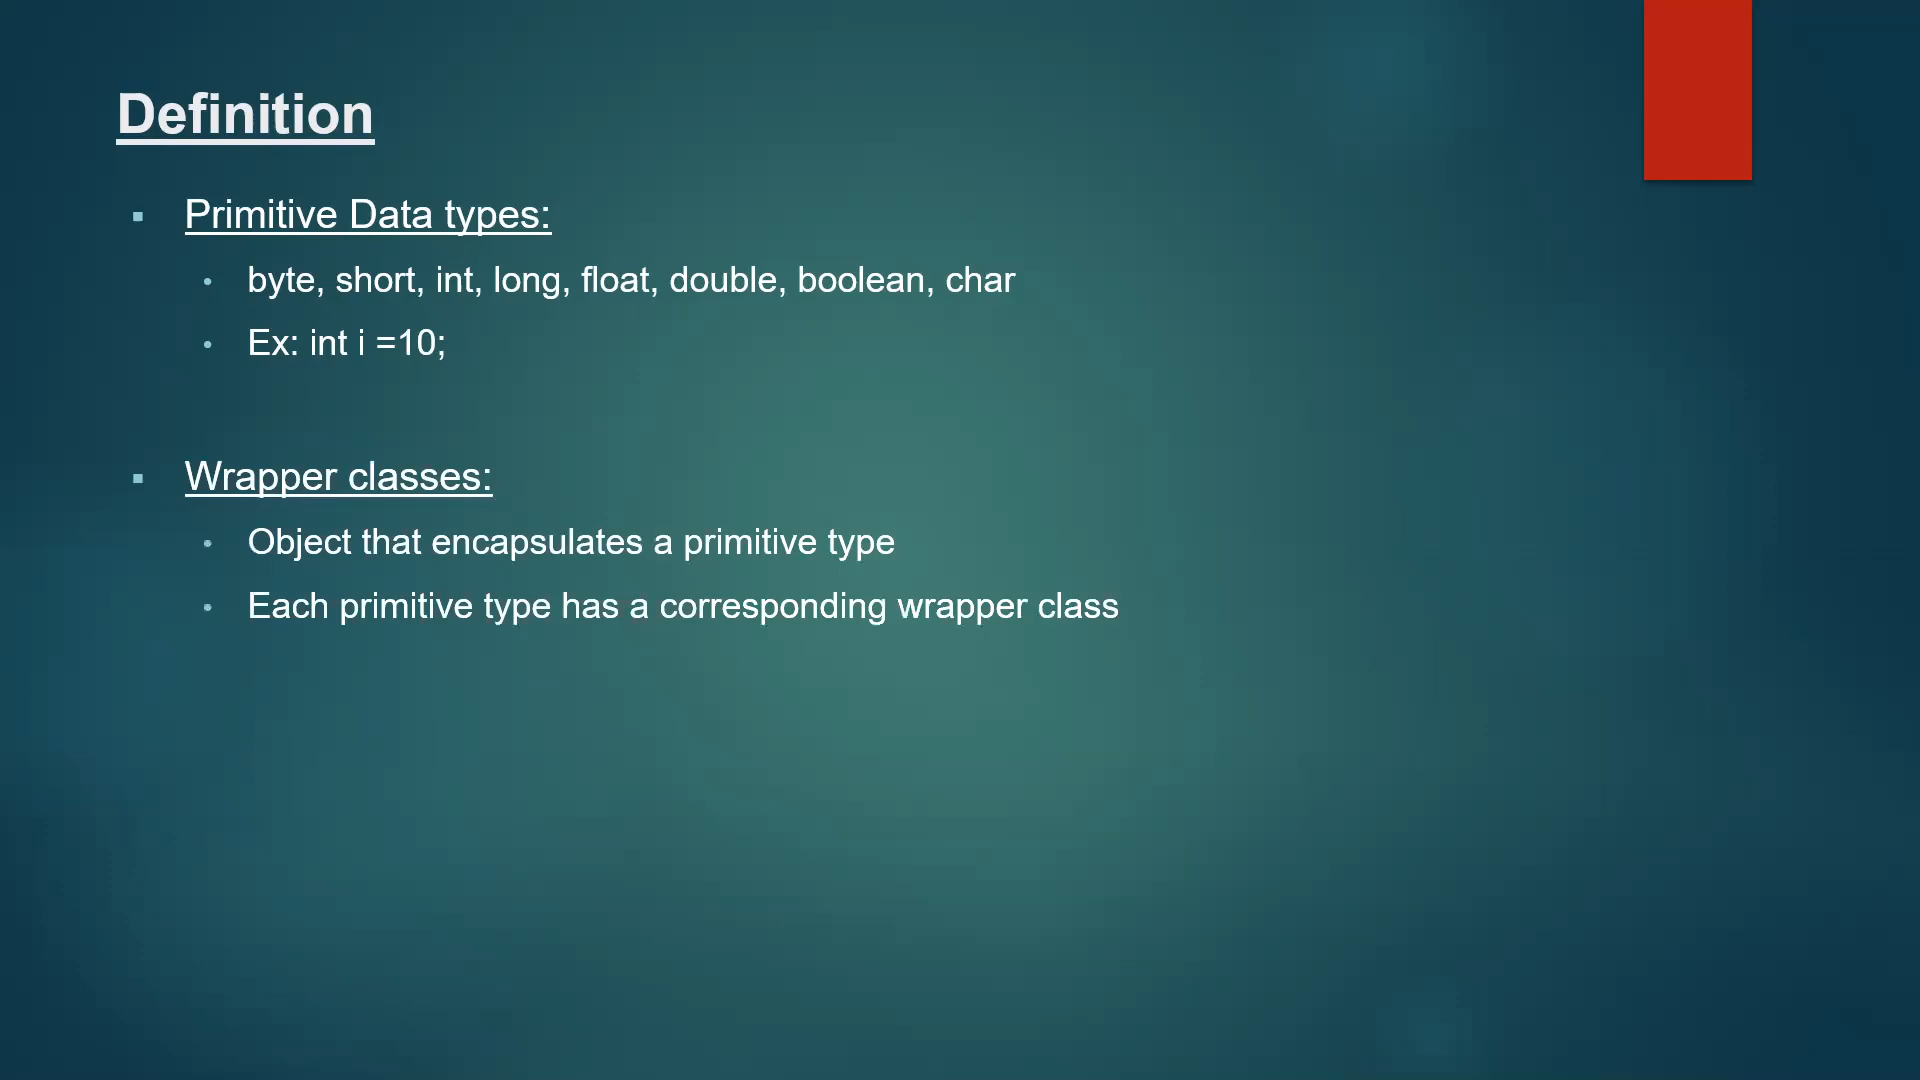 Definition
Primitive Data types:
byte, short, int, long, float, double, boolean, char
Ex: int i =10;
Wrapper classes:
Object that encapsulates a primitive type
Each primitive type has a corresponding wrapper class